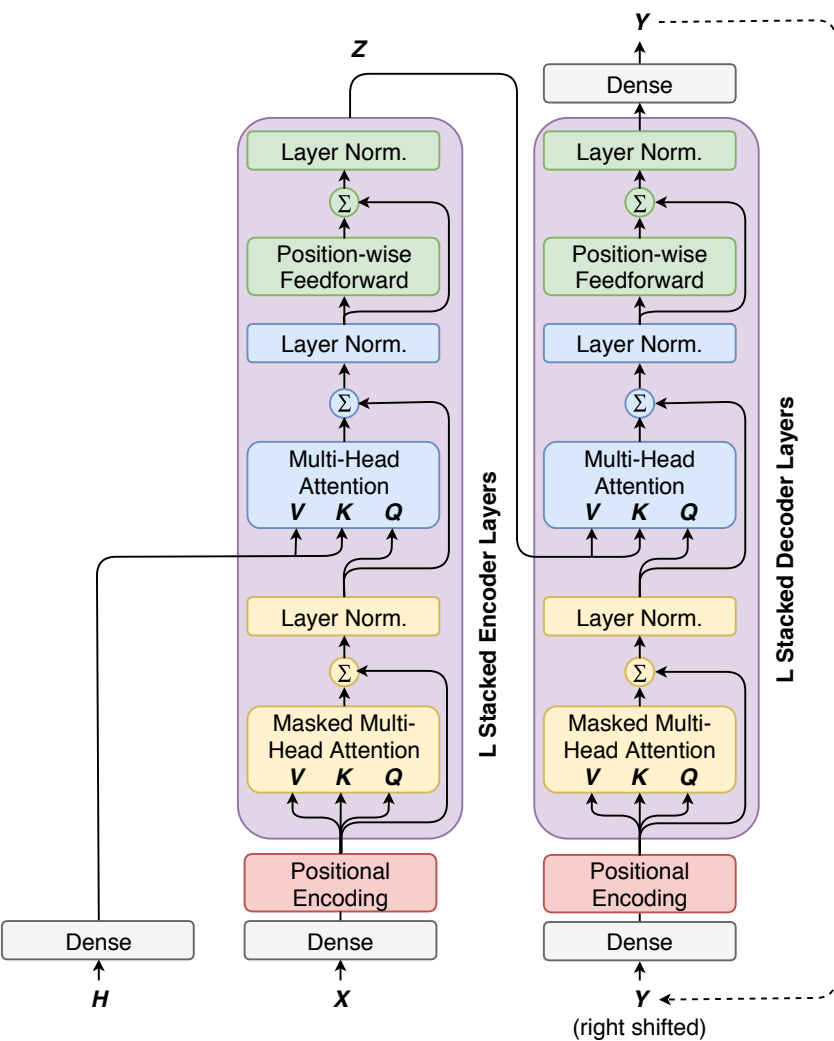 Z
Layer Norm.
Σ
Position-wise
Feedforward
Layer Norm.
Σ
Multi-Head
Attention
V K Q
Layer Norm.
Σ
Masked Multi-
Head Attention
V K Q
Positional
Encoding
Dense
X
L Stacked Encoder Layers
Dense
H
Y
Dense
Layer Norm.
Σ
Position-wise
Feedforward
Layer Norm.
Σ
Multi-Head
Attention
V K Q
Layer Norm.
Σ
Masked Multi-
Head Attention
V K Q
Positional
Encoding
Dense
Y
(right shifted)
L Stacked Decoder Layers